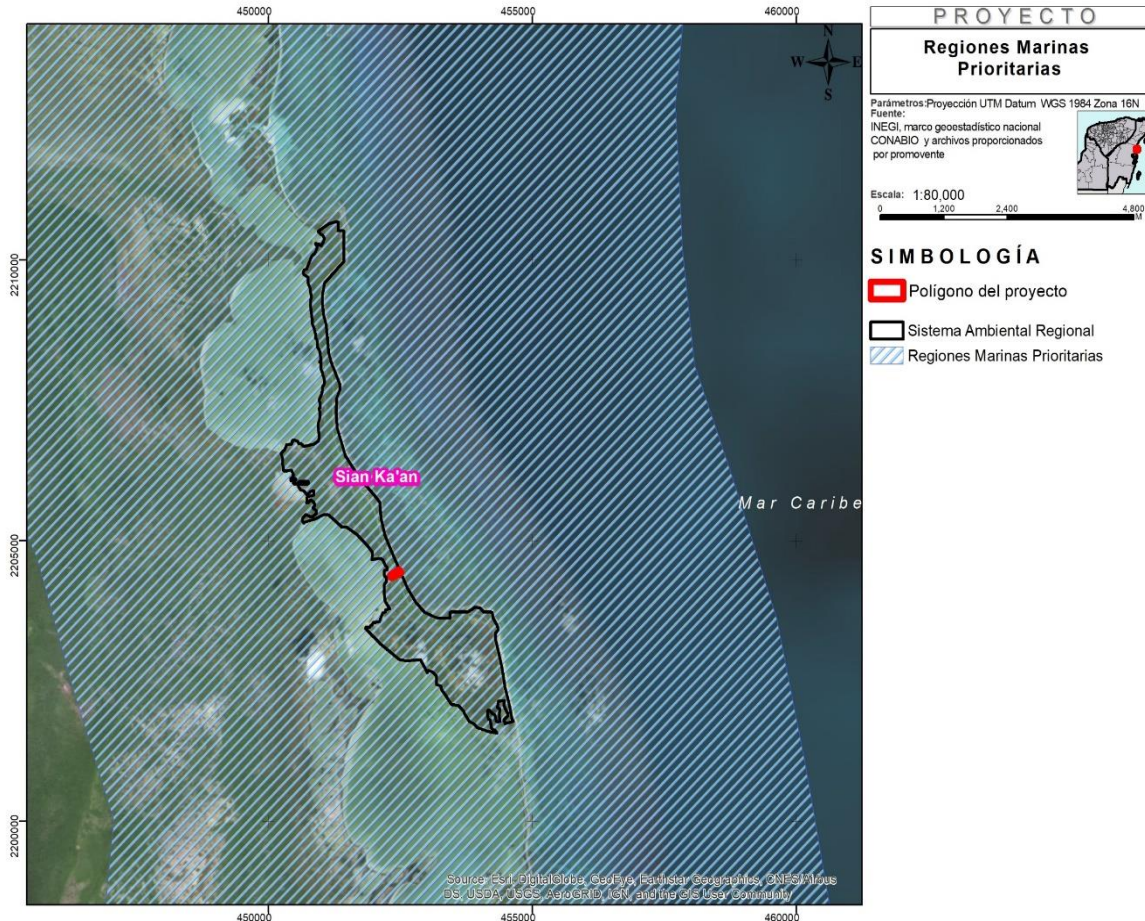 450000
455000
460000
2210000
2205000
2200000
N
W E
S
Sian Ka'an
Mar Caribe
Source: Esri, DigitalGlobe, GeoEye, Earthstar Geographics, CNES/Airbus
DS, USDA, USGS, AeroGRID, IGN, and the GIS User Community
450000
455000
460000
PROYECTO
Regiones Marinas
Prioritarias
Parámetros:Proyección UTM Datum WGS 1984 Zona 16N
Fuente:
INEGI, marco geoestadístico nacional
CONABIO y archivos proporcionados
por promovente
Escala: 1:80,000
0 1,200 2,400 4,800
M
SIMBOLOGÍA
Polígono del proyecto
Sistema Ambiental Regional
Regiones Marinas Prioritarias